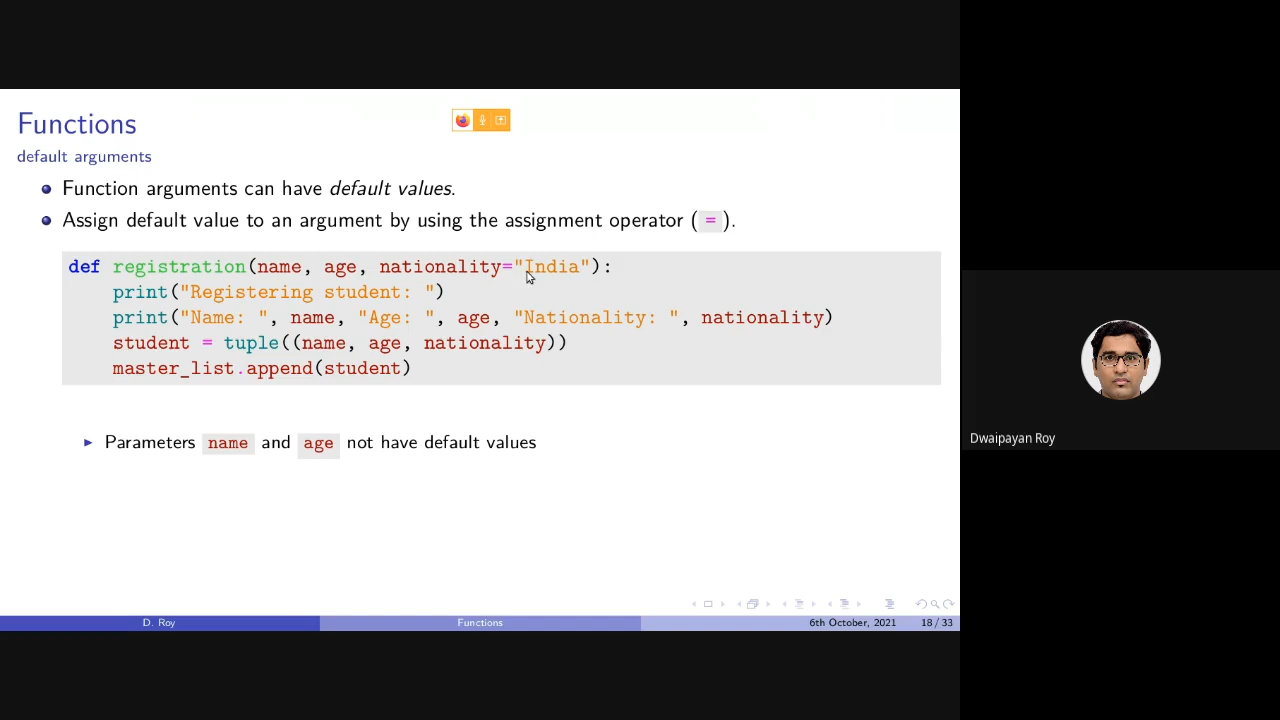 Functions
default arguments
Function arguments can have default values.
Assign default value to an argument by using the assignment operator ( = ).
def registration(name, age, nationality="India"):
    print("Registering student: ")
    print("Name: ", name, "Age: ", age, "Nationality: ", nationality)
    student = tuple((name, age, nationality))
    master_list.append(student)
Parameters name and age not have default values
Dwaipayan Roy
D. Roy Functions 6th October, 2021 18 / 33